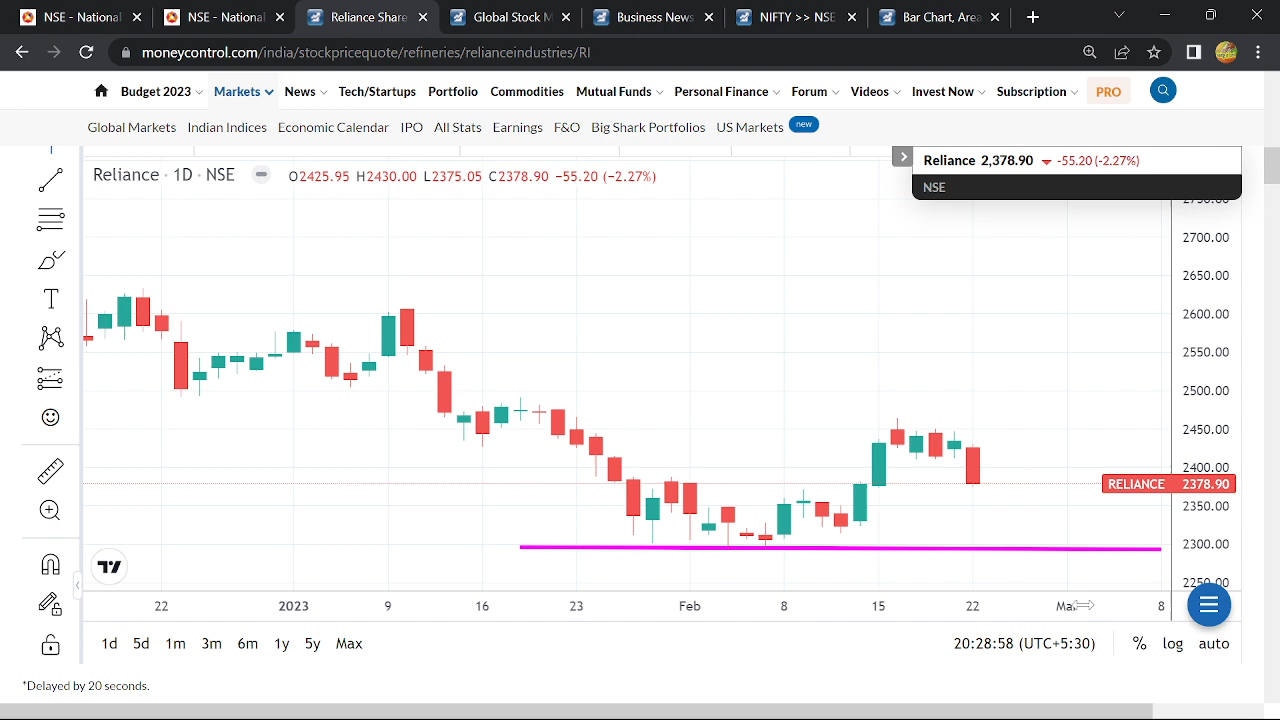 NSE - National
NSE - National
Reliance Share
Global Stock M
Business News
NIFTY >> NSE
Bar Chart, Area
moneycontrol.com/india/stockpricequote/refineries/relianceindustries/RI
Budget 2023 Markets News Tech/Startups Portfolio Commodities Mutual Funds Personal Finance Forum Videos Invest Now Subscription PRO
Global Markets Indian Indices Economic Calendar IPO All Stats Earnings F&O Big Shark Portfolios US Markets new
Reliance 2,378.90 -55.20 (-2.27%)
NSE
Reliance · 1D · NSE O2425.95 H2430.00 L2375.05 C2378.90 −55.20 (−2.27%)
2750.00
2700.00
2650.00
2600.00
2550.00
2500.00
2450.00
2400.00
RELIANCE 2378.90
2350.00
2300.00
2250.00
22 2023 9 16 23 Feb 8 15 22 Mar 8
1d 5d 1m 3m 6m 1y 5y Max 20:28:58 (UTC+5:30) % log auto
*Delayed by 20 seconds.